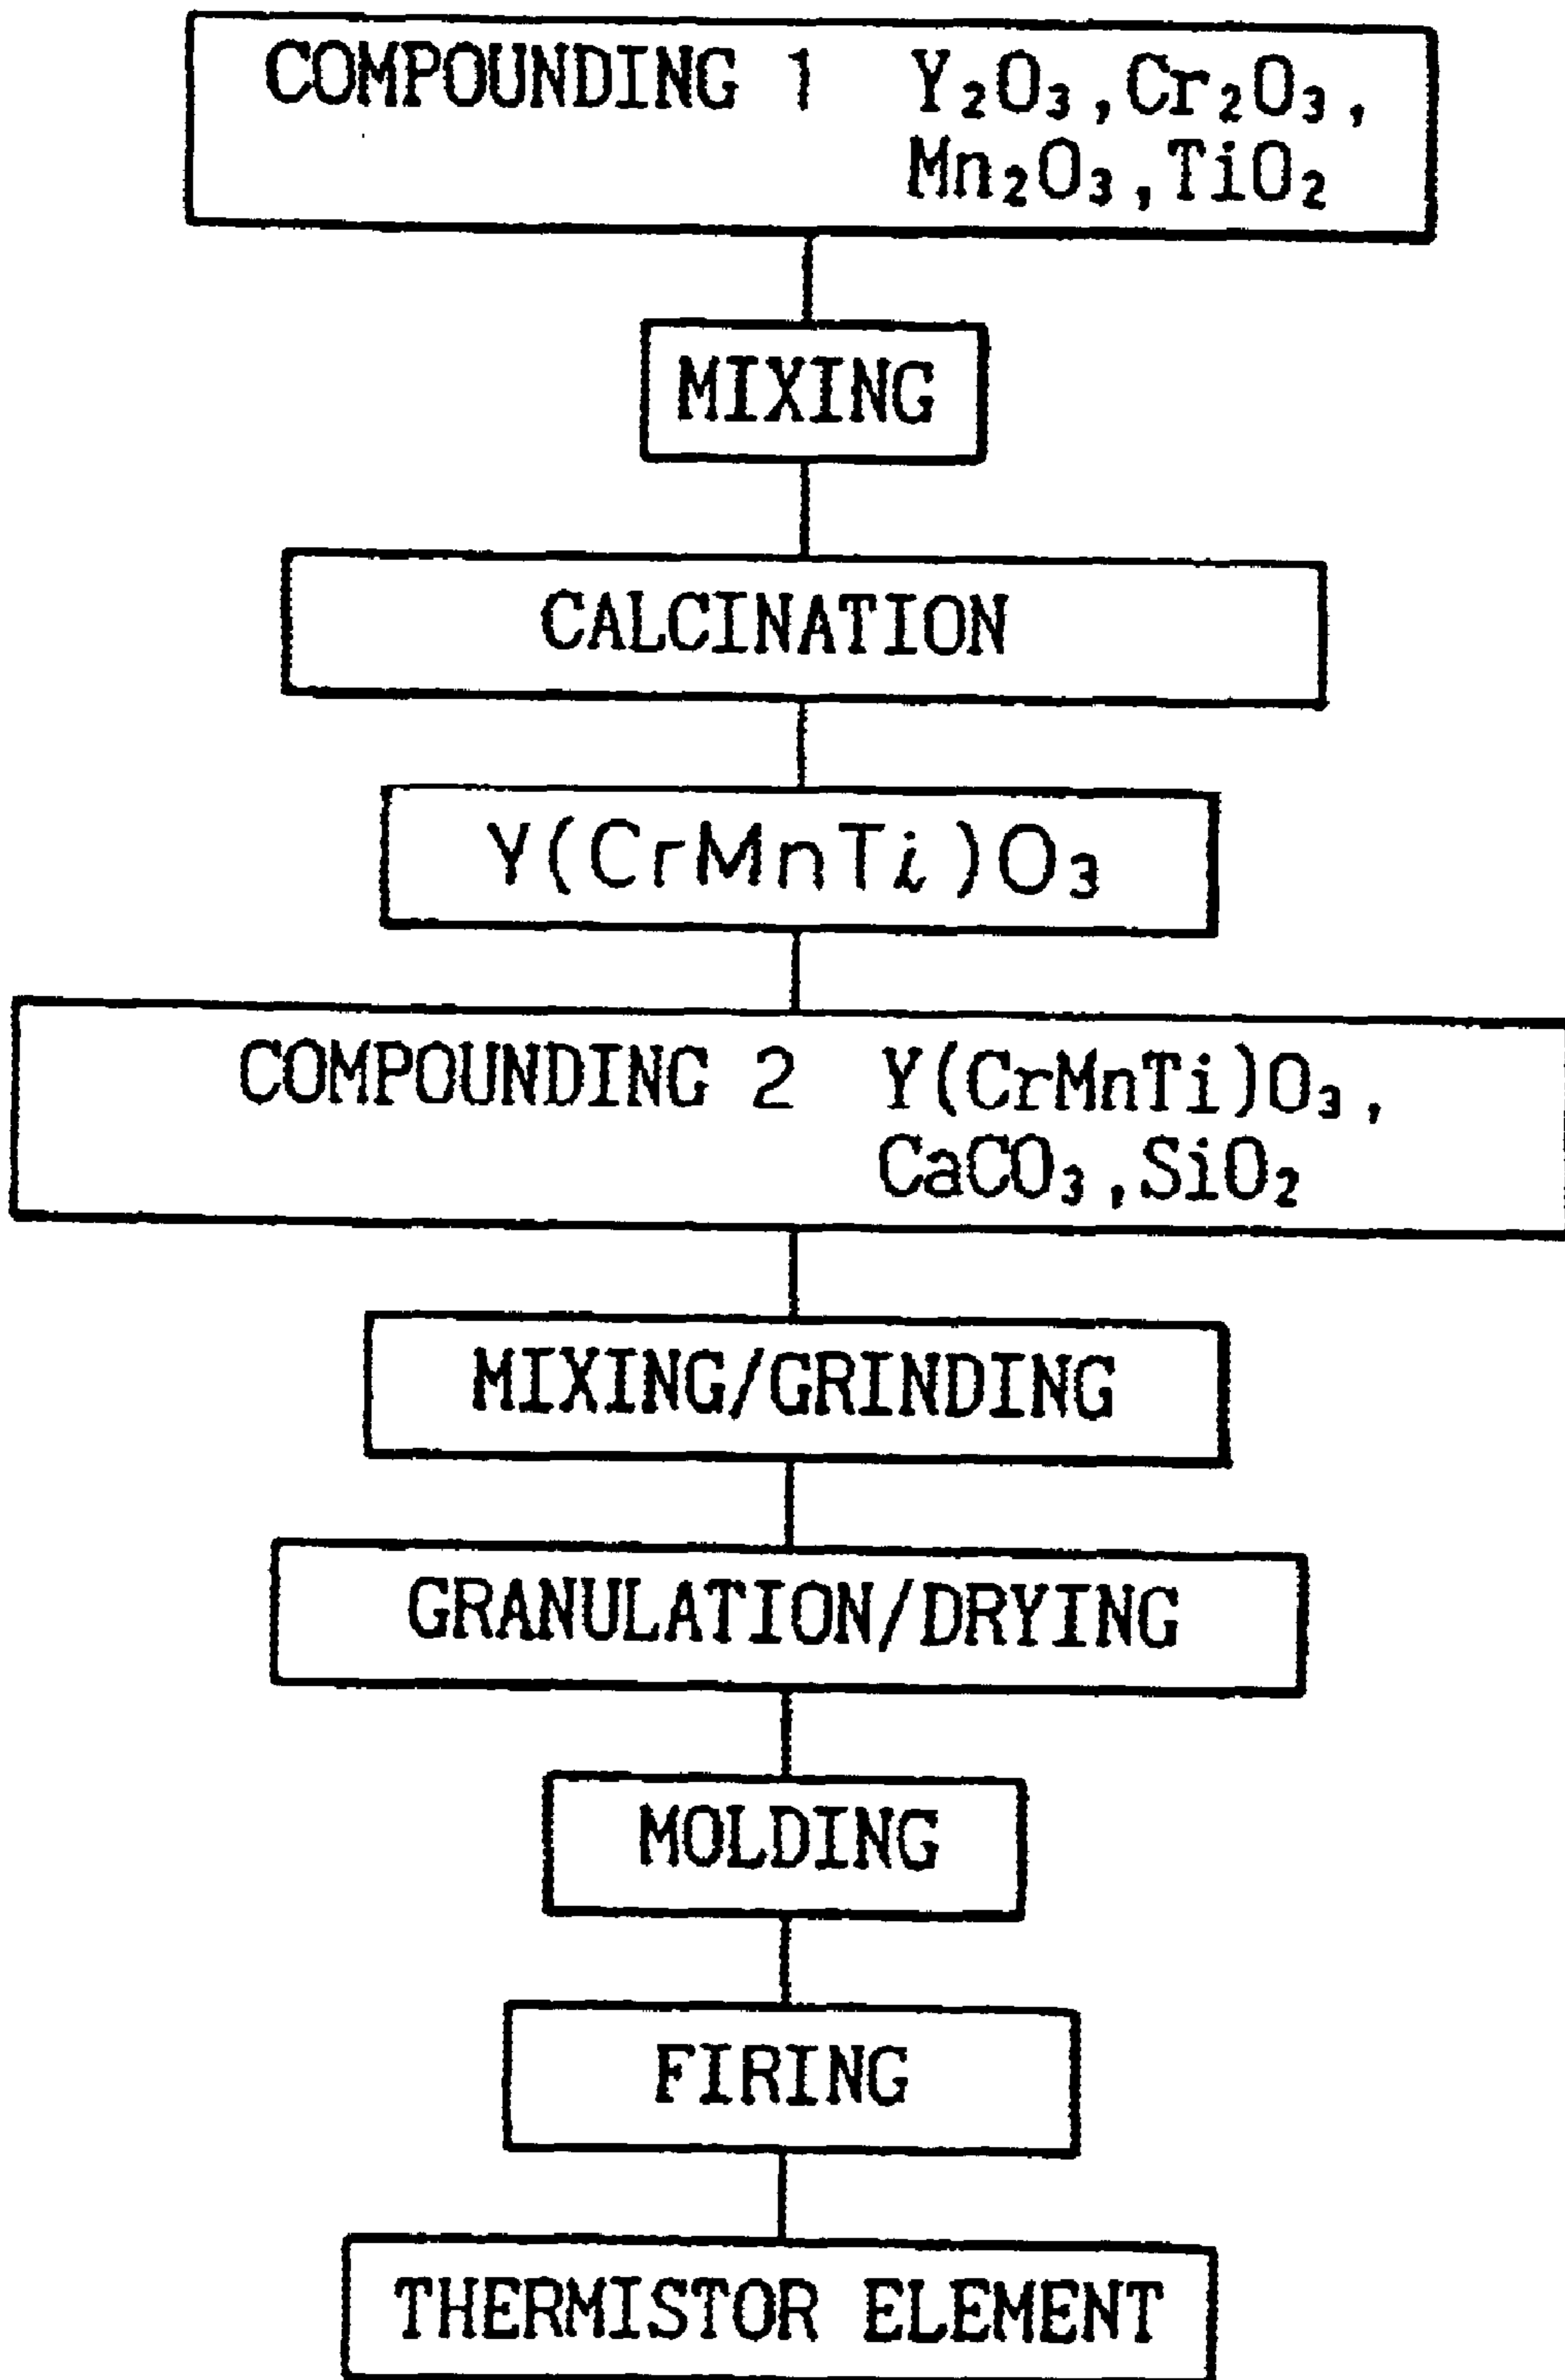 COMPOUNDING 1 Y₂O₃,Cr₂O₃,
Mn₂O₃,TiO₂
MIXING
CALCINATION
Y(CrMnTi)O₃
COMPOUNDING 2 Y(CrMnTi)O₃,
CaCO₃,SiO₂
MIXING/GRINDING
GRANULATION/DRYING
MOLDING
FIRING
THERMISTOR ELEMENT